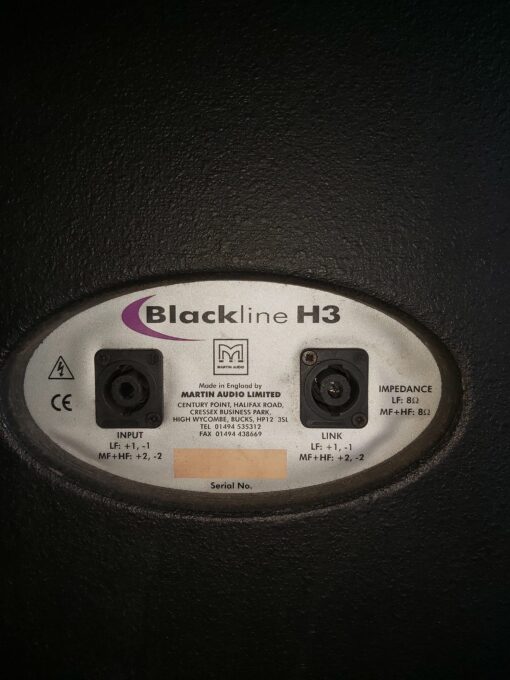 Blackline H3
MARTIN AUDIO
Made in England by
MARTIN AUDIO LIMITED
CENTURY POINT, HALIFAX ROAD,
CRESSEX BUSINESS PARK,
HIGH WYCOMBE, BUCKS, HP12 3SL
TEL 01494 535312
FAX 01494 438669
CE
INPUT
LF: +1, -1
MF+HF: +2, -2
LINK
LF: +1, -1
MF+HF: +2, -2
IMPEDANCE
LF: 8Ω
MF+HF: 8Ω
Serial No.